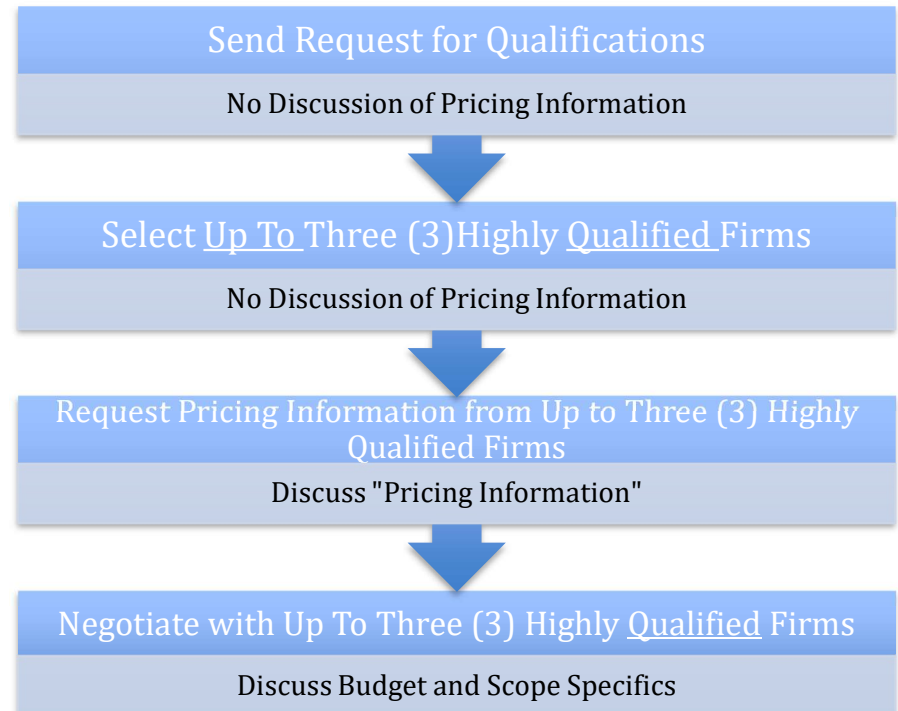 Send Request for Qualifications
No Discussion of Pricing Information
Select Up To Three (3)Highly Qualified Firms
No Discussion of Pricing Information
Request Pricing Information from Up to Three (3) Highly
Qualified Firms
Discuss "Pricing Information"
Negotiate with Up To Three (3) Highly Qualified Firms
Discuss Budget and Scope Specifics